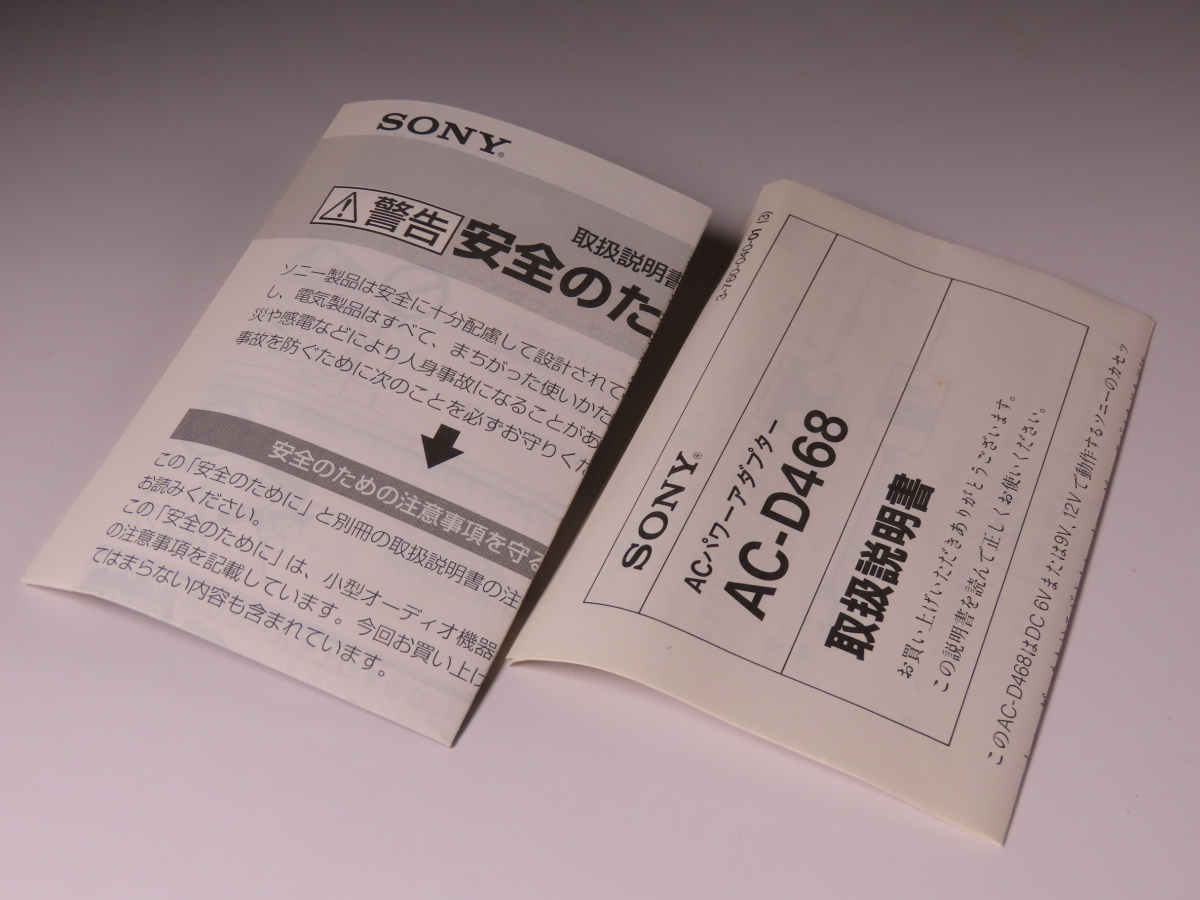 SONY®
警告
取扱説明書
安全のた
ソニー製品は安全に十分配慮して設計されて
し、電気製品はすべて、まちがった使いかた
災や感電などにより人身事故になることがあ
事故を防ぐために次のことを必ずお守りくだ
安全のための注意事項を守る
この「安全のために」と別冊の取扱説明書の注
お読みください。
この「安全のために」は、小型オーディオ機器
の注意事項を記載しています。今回お買い上げ
てはまらない内容も含まれています。
3-760-040-01 (3)
SONY®
ACパワーアダプター
AC-D468
取扱説明書
お買い上げいただきありがとうございます。
この説明書を読んで正しくお使いください。
このAC-D468はDC 6Vまたは9V、12Vで動作するソニーのカセッ